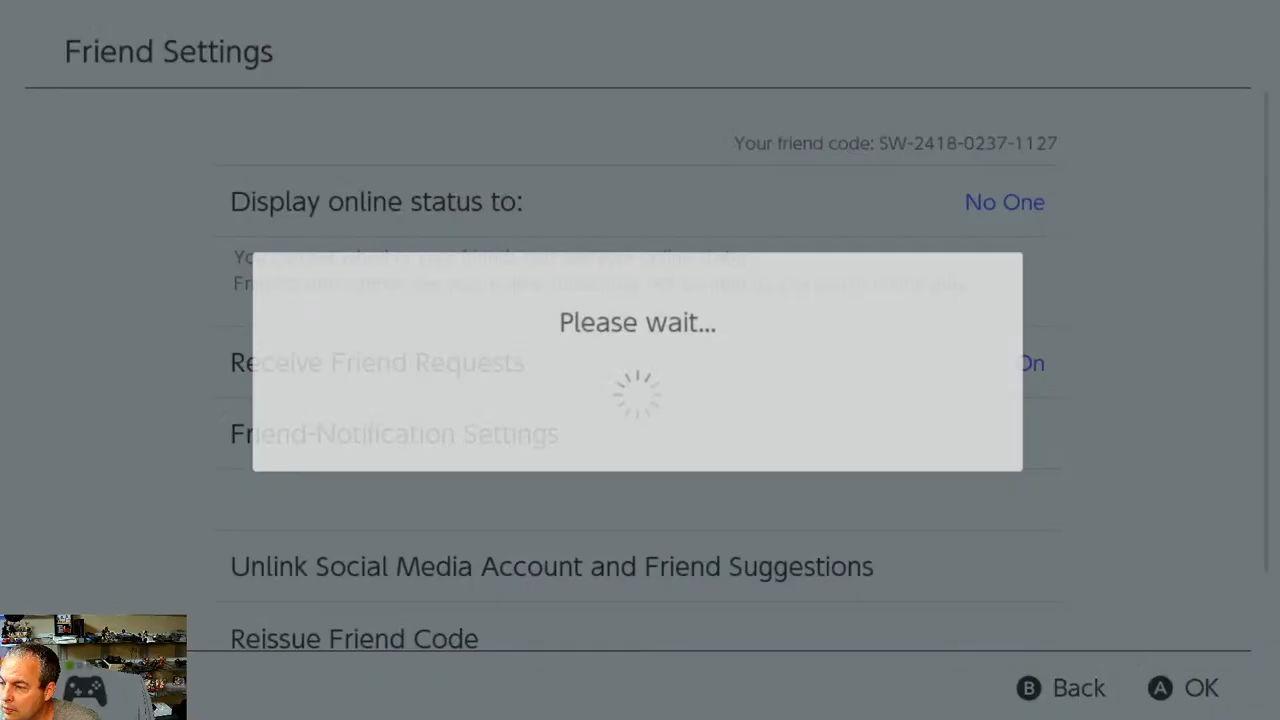 Friend Settings
Your friend code: SW-2418-0237-1127
Display online status to:
No One
Please wait...
Receive Friend Requests
On
Friend-Notification Settings
Unlink Social Media Account and Friend Suggestions
Reissue Friend Code
B Back
A OK